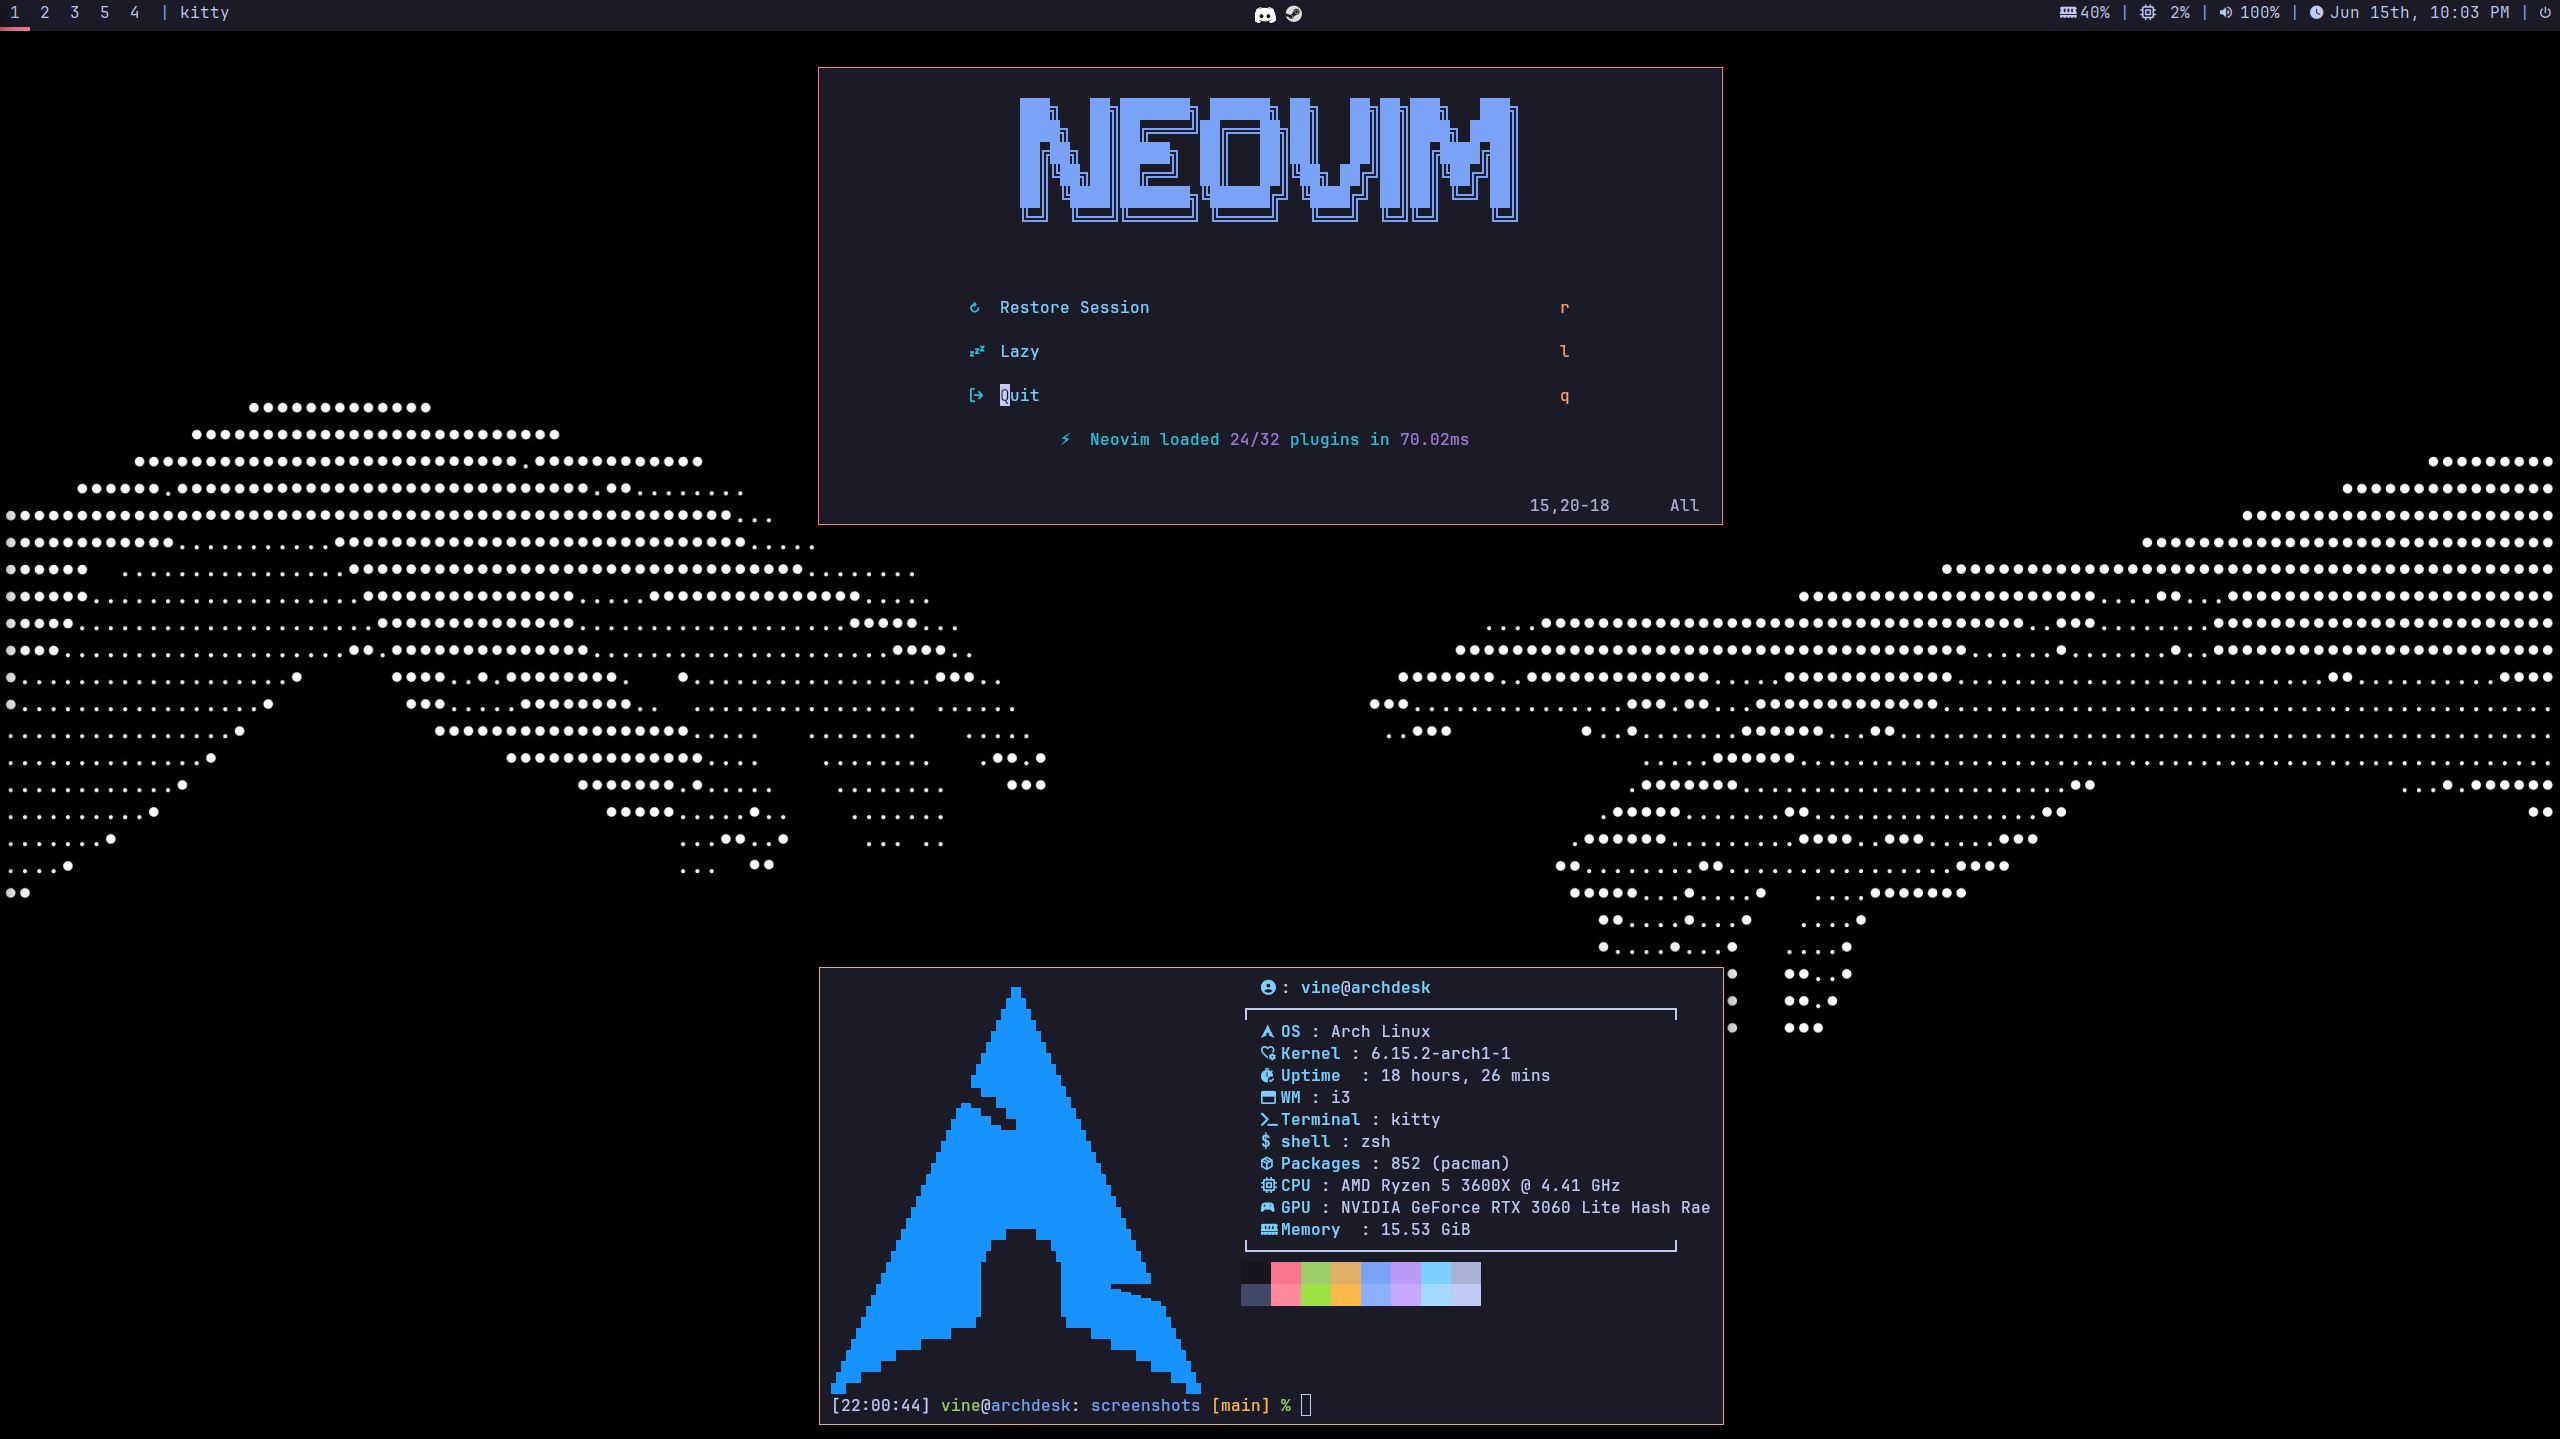 1 2 3 5 4 | kitty
40% | 2% | 100% | Jun 15th, 10:03 PM |
NEOVIM
Restore Session r
Lazy l
Quit q
Neovim loaded 24/32 plugins in 70.02ms
15,20-18 All
: vine@archdesk
OS : Arch Linux
Kernel : 6.15.2-arch1-1
Uptime : 18 hours, 26 mins
WM : i3
Terminal : kitty
$ shell : zsh
Packages : 852 (pacman)
CPU : AMD Ryzen 5 3600X @ 4.41 GHz
GPU : NVIDIA GeForce RTX 3060 Lite Hash Rae
Memory : 15.53 GiB
[22:00:44] vine@archdesk: screenshots [main] %